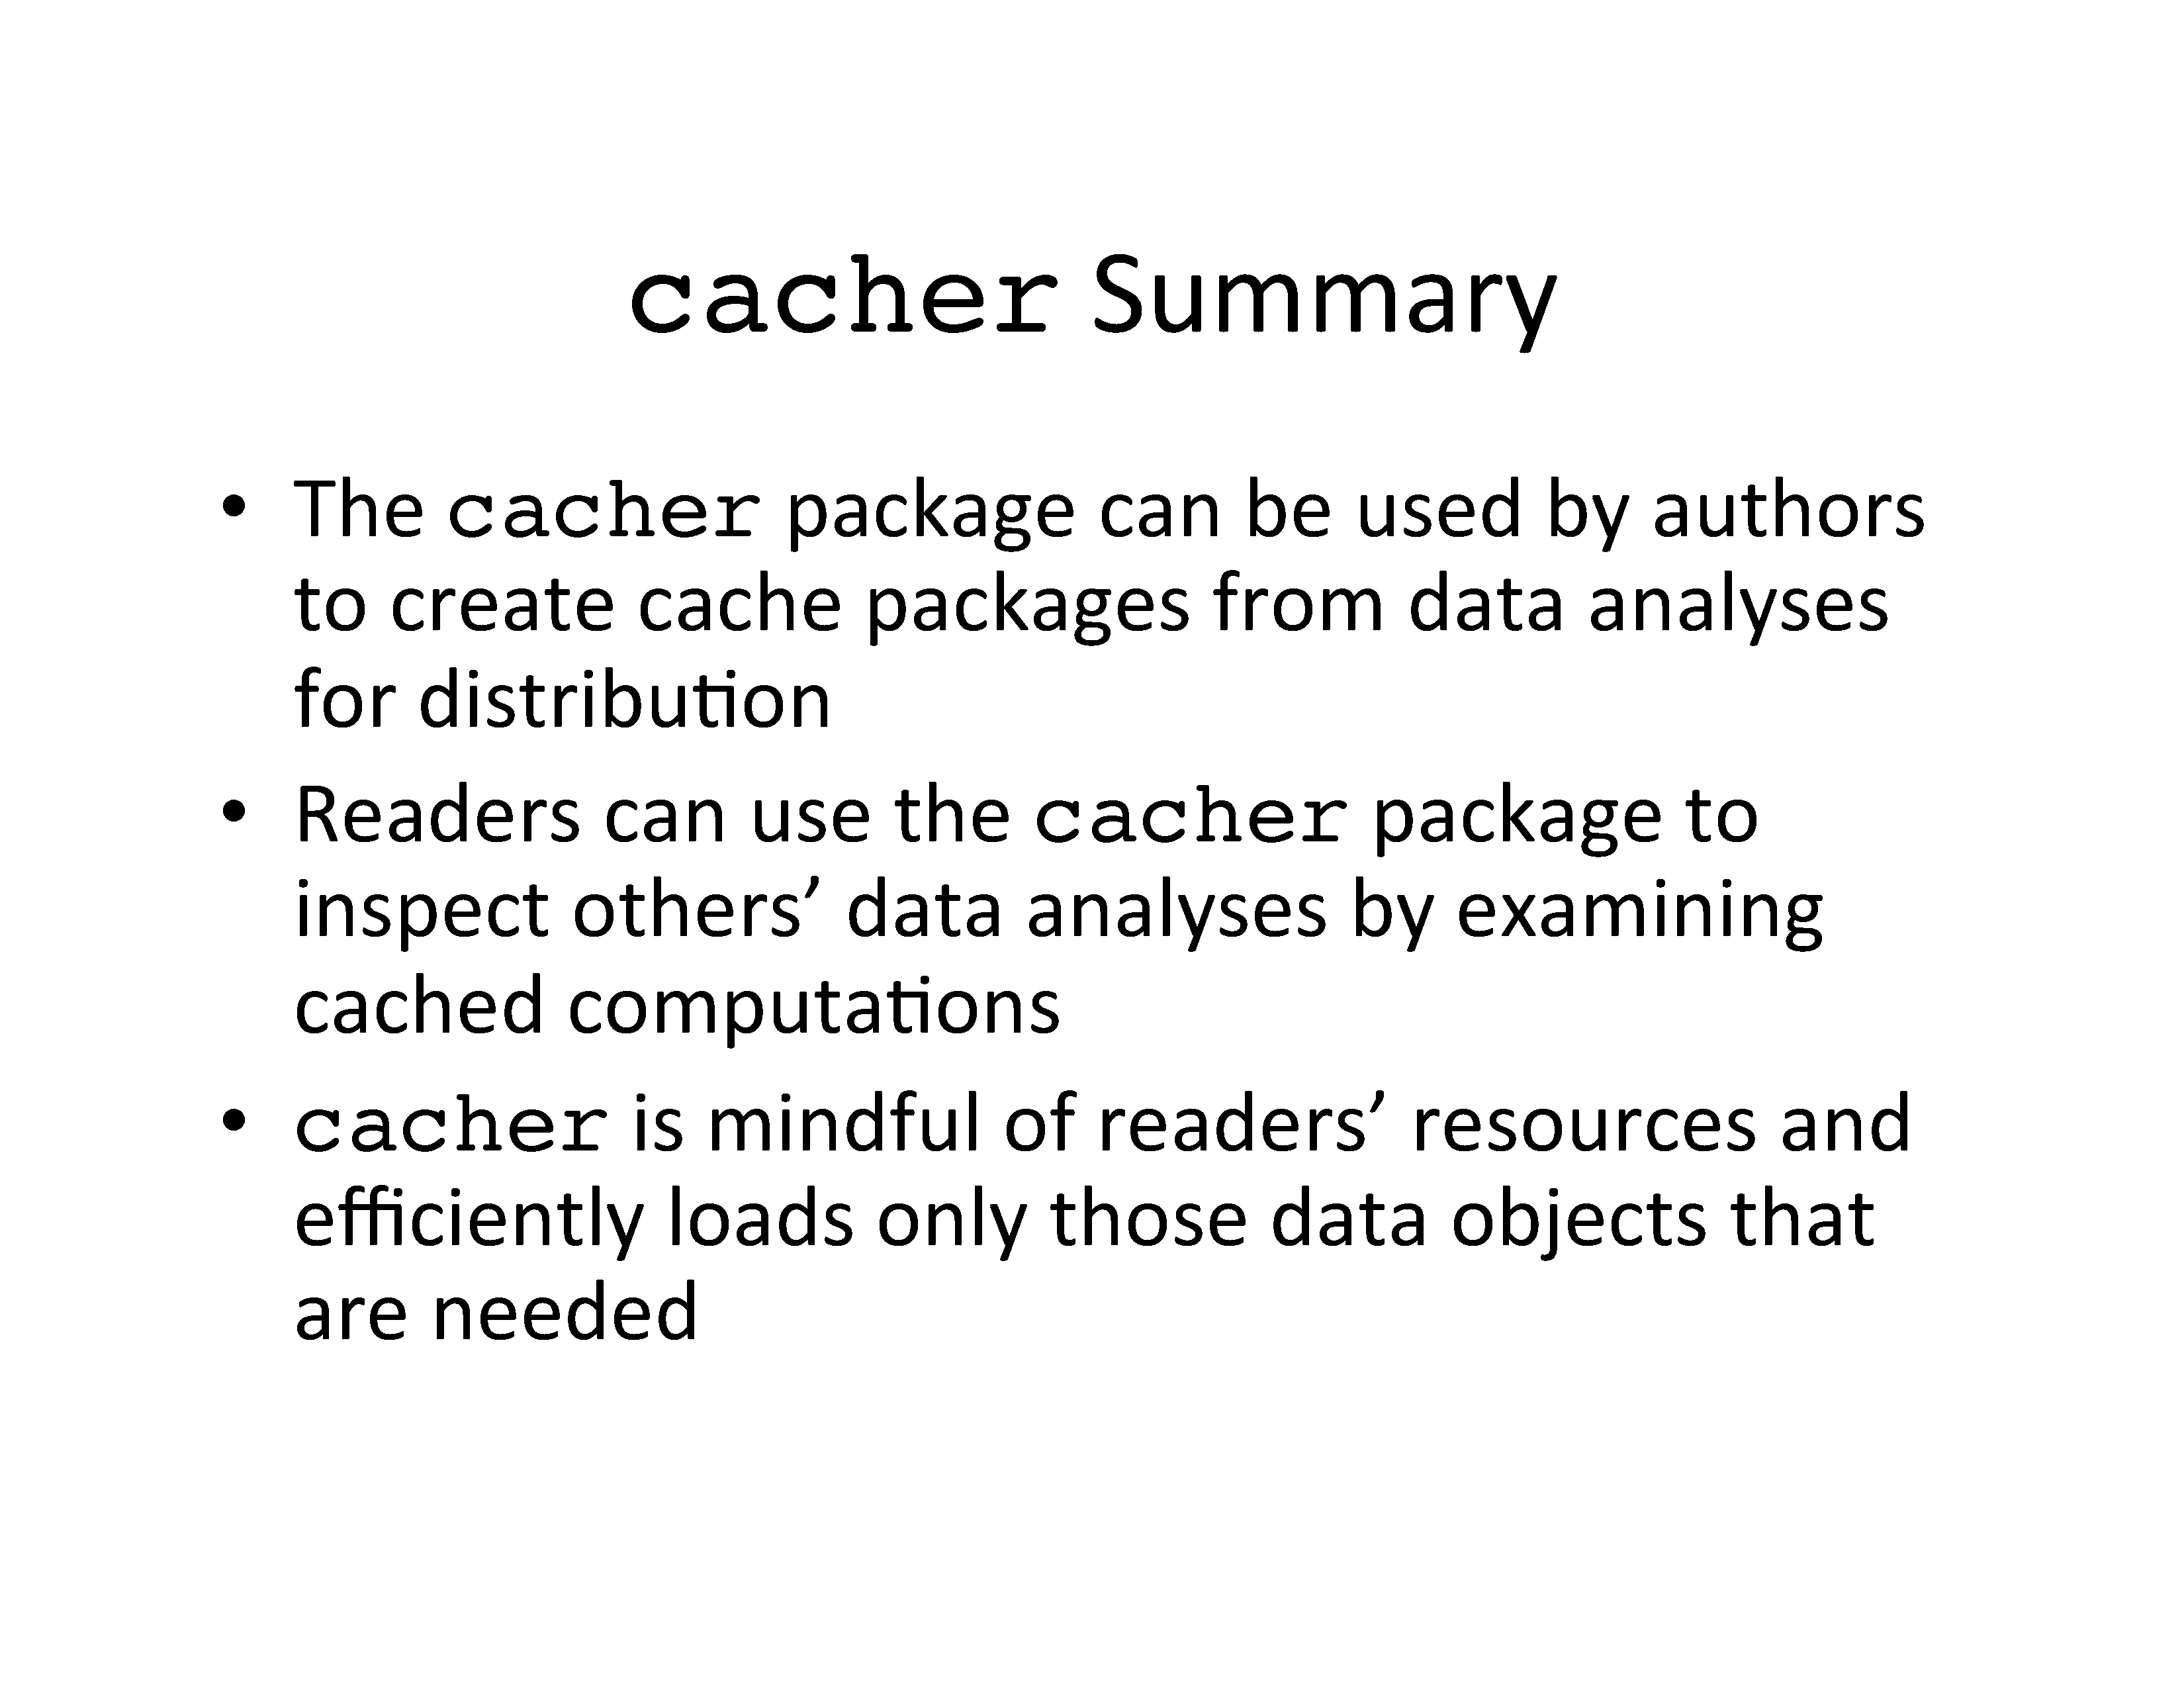 cacher Summary
• The cacher package can be used by authors
to create cache packages from data analyses
for distribution
• Readers can use the cacher package to
inspect others’ data analyses by examining
cached computations
• cacher is mindful of readers’ resources and
efficiently loads only those data objects that
are needed